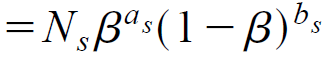 = N_s β^{a_s} (1 − β)^{b_s}